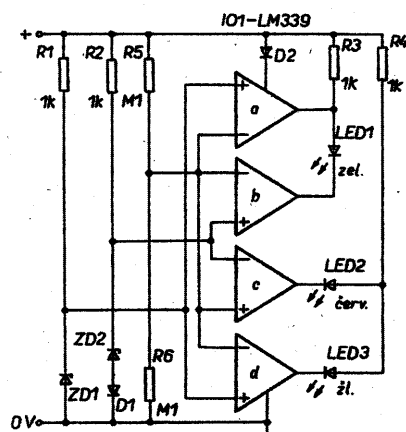 IO1-LM339
+
R1
R2
R5
D2
R3
R4
1k
1k
M1
1k
1k
+
a
−
LED1
zel.
−
b
+
−
c
+
LED2
červ.
ZD2
R6
−
d
+
LED3
žl.
ZD1
D1
M1
0V